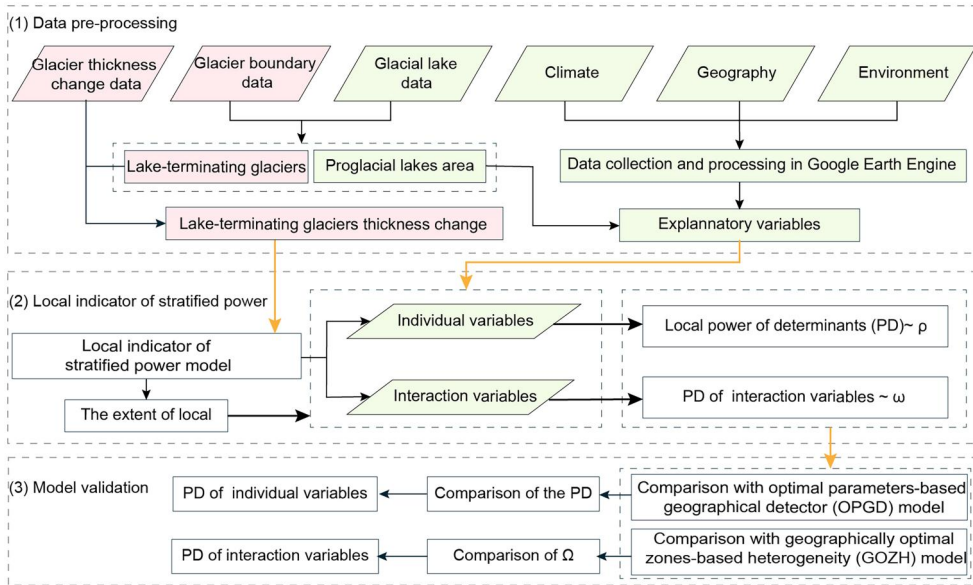 (1) Data pre-processing
Glacier thickness
change data
Glacier boundary
data
Glacial lake
data
Climate
Geography
Environment
Lake-terminating glaciers
Proglacial lakes area
Data collection and processing in Google Earth Engine
Lake-terminating glaciers thickness change
Explannatory variables
(2) Local indicator of stratified power
Individual variables
Local power of determinants (PD)~ ρ
Local indicator of
stratified power model
The extent of local
Interaction variables
PD of interaction variables ~ ω
(3) Model validation
PD of individual variables
Comparison of the PD
Comparison with optimal parameters-based
geographical detector (OPGD) model
PD of interaction variables
Comparison of Ω
Comparison with geographically optimal
zones-based heterogeneity (GOZH) model